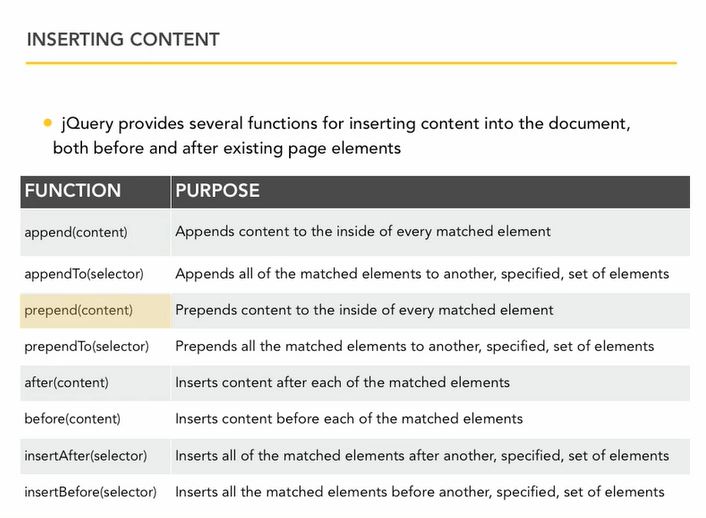 INSERTING CONTENT
jQuery provides several functions for inserting content into the document,
both before and after existing page elements
FUNCTION PURPOSE
append(content) Appends content to the inside of every matched element
appendTo(selector) Appends all of the matched elements to another, specified, set of elements
prepend(content) Prepends content to the inside of every matched element
prependTo(selector) Prepends all the matched elements to another, specified, set of elements
after(content) Inserts content after each of the matched elements
before(content) Inserts content before each of the matched elements
insertAfter(selector) Inserts all of the matched elements after another, specified, set of elements
insertBefore(selector) Inserts all the matched elements before another, specified, set of elements